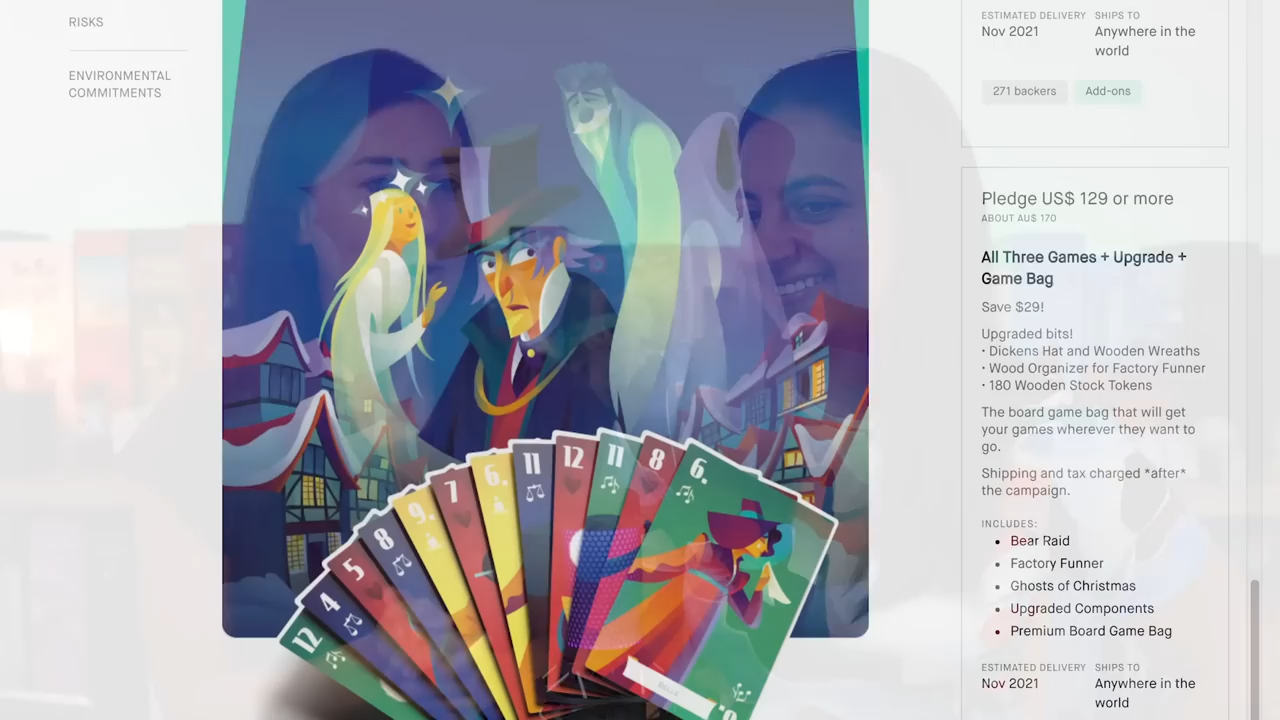 RISKS
ENVIRONMENTAL
COMMITMENTS
12
4
5
8
9.
7
6.
11
12
11
8
6.
BELLE
ESTIMATED DELIVERY SHIPS TO
Nov 2021 Anywhere in the
world
271 backers Add-ons
Pledge US$ 129 or more
ABOUT AU$ 170
All Three Games + Upgrade +
Game Bag
Save $29!
Upgraded bits!
• Dickens Hat and Wooden Wreaths
• Wood Organizer for Factory Funner
• 180 Wooden Stock Tokens
The board game bag that will get
your games wherever they want to
go.
Shipping and tax charged *after*
the campaign.
INCLUDES:
• Bear Raid
• Factory Funner
• Ghosts of Christmas
• Upgraded Components
• Premium Board Game Bag
ESTIMATED DELIVERY SHIPS TO
Nov 2021 Anywhere in the
world